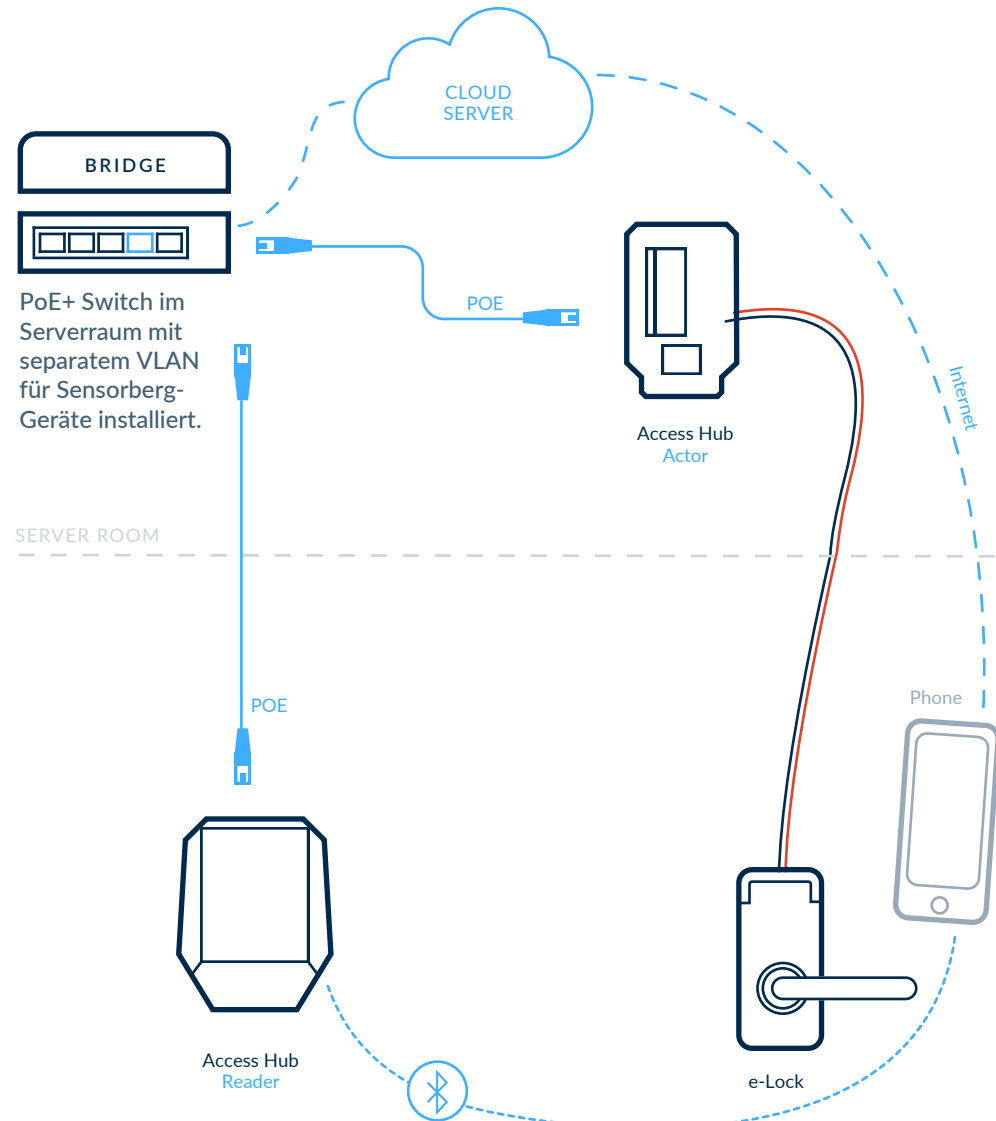 CLOUD
SERVER
BRIDGE
PoE+ Switch im
Serverraum mit
separatem VLAN
für Sensorberg-
Geräte installiert.
POE
Access Hub
Actor
Internet
SERVER ROOM
POE
Phone
Access Hub
Reader
e-Lock